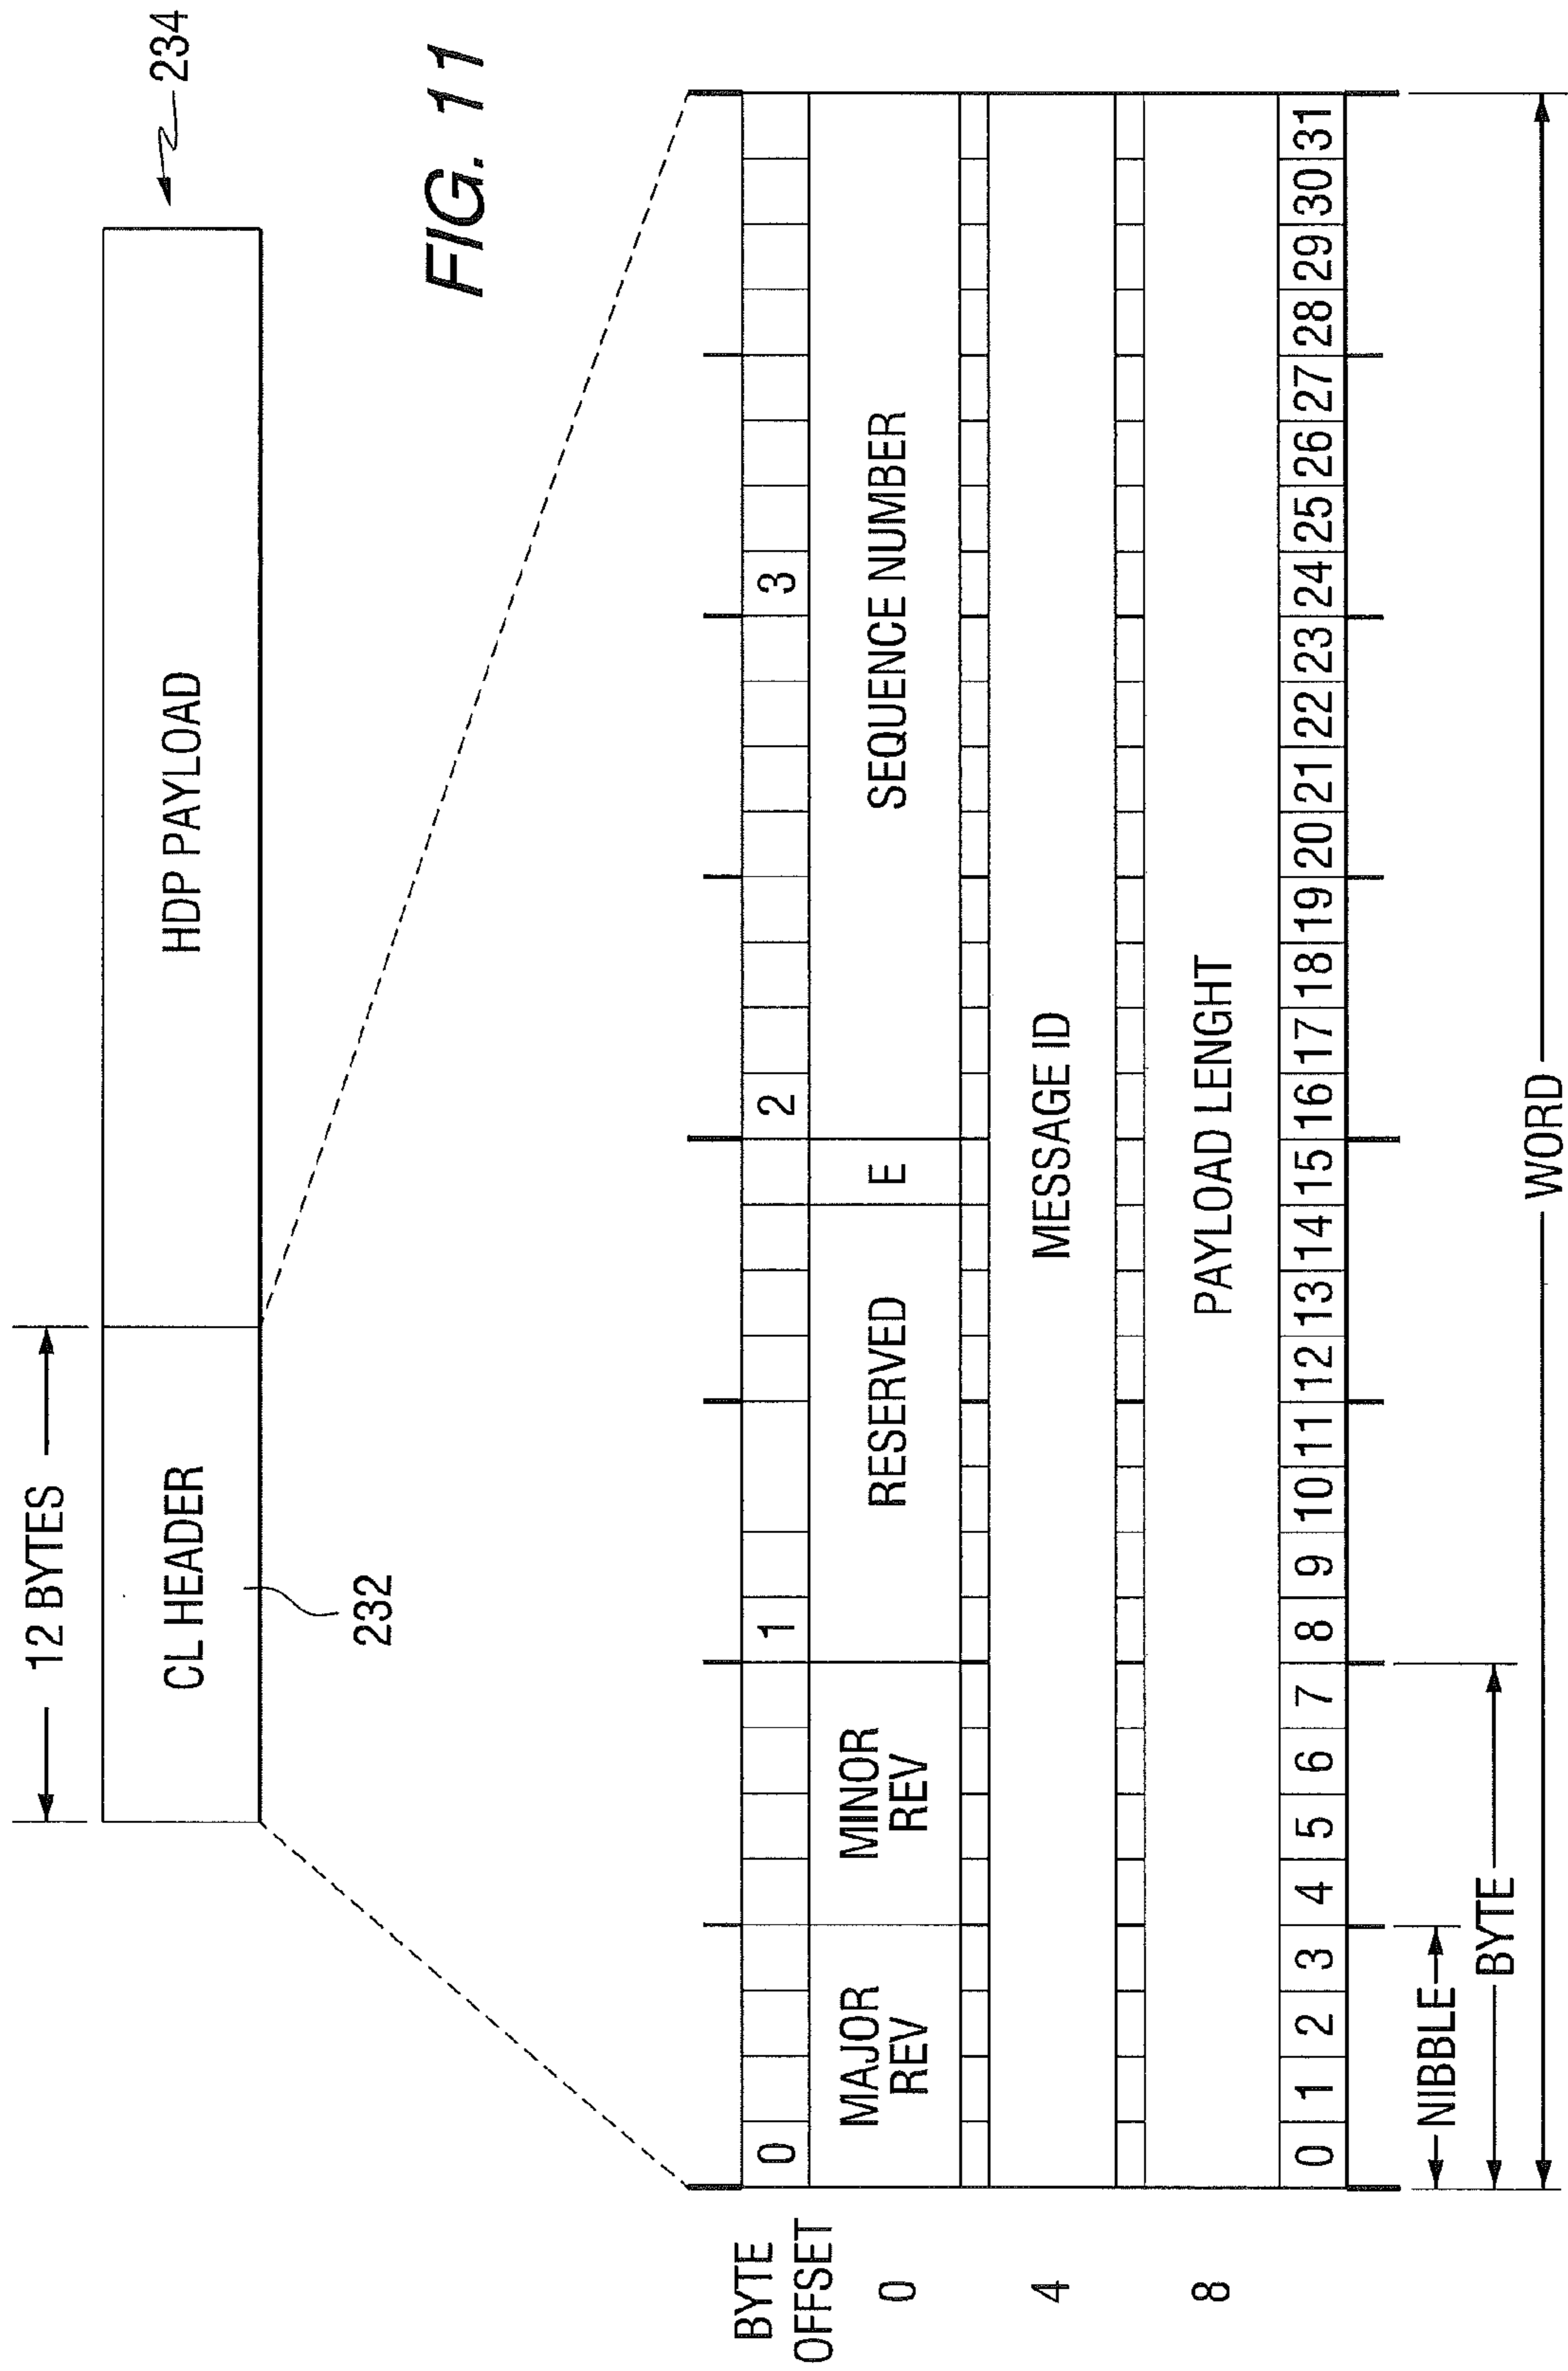 12 BYTES
CL HEADER
HDP PAYLOAD
234
232
FIG. 11
BYTE
OFFSET
0 1 2 3
0
MAJOR
REV
MINOR
REV
RESERVED
E
SEQUENCE NUMBER
4
MESSAGE ID
8
PAYLOAD LENGHT
0 1 2 3 4 5 6 7 8 9 10 11 12 13 14 15 16 17 18 19 20 21 22 23 24 25 26 27 28 29 30 31
NIBBLE
BYTE
WORD